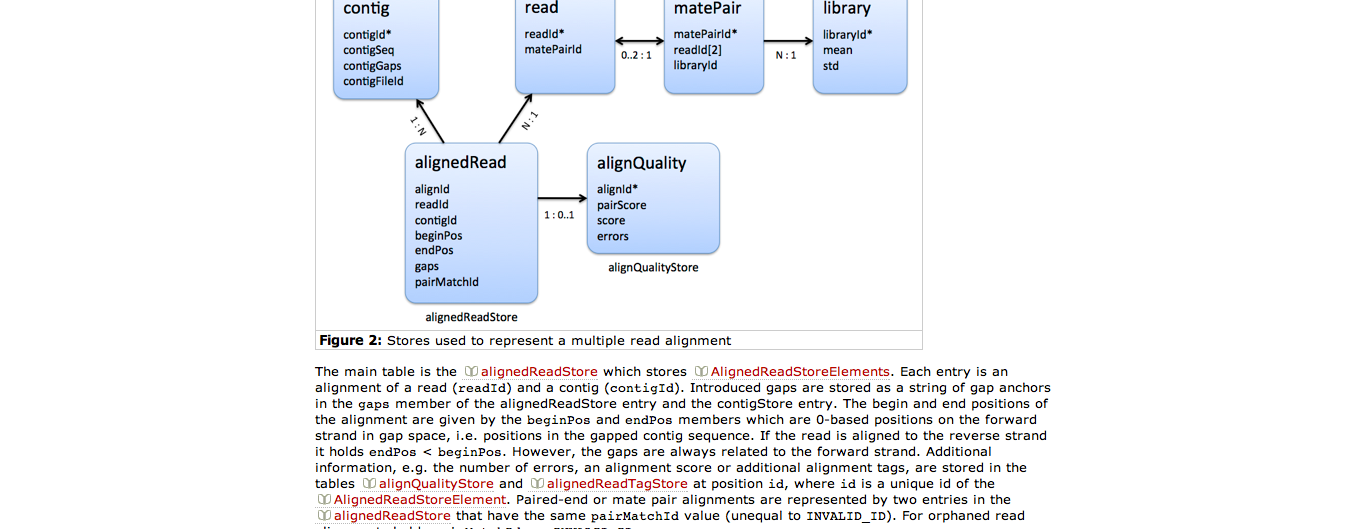 contig
read
matePair
library
contigId*
contigSeq
contigGaps
contigFileId
readId*
matePairId
0..2 : 1
matePairId*
readId[2]
libraryId
N : 1
libraryId*
mean
std
1 : N
N : 1
alignedRead
alignId
readId
contigId
beginPos
endPos
gaps
pairMatchId
1 : 0..1
alignQuality
alignId*
pairScore
score
errors
alignQualityStore
alignedReadStore
Figure 2: Stores used to represent a multiple read alignment
The main table is the alignedReadStore which stores AlignedReadStoreElements. Each entry is an
alignment of a read (readId) and a contig (contigId). Introduced gaps are stored as a string of gap anchors
in the gaps member of the alignedReadStore entry and the contigStore entry. The begin and end positions of
the alignment are given by the beginPos and endPos members which are 0-based positions on the forward
strand in gap space, i.e. positions in the gapped contig sequence. If the read is aligned to the reverse strand
it holds endPos < beginPos. However, the gaps are always related to the forward strand. Additional
information, e.g. the number of errors, an alignment score or additional alignment tags, are stored in the
tables alignQualityStore and alignedReadTagStore at position id, where id is a unique id of the
AlignedReadStoreElement. Paired-end or mate pair alignments are represented by two entries in the
alignedReadStore that have the same pairMatchId value (unequal to INVALID_ID). For orphaned read